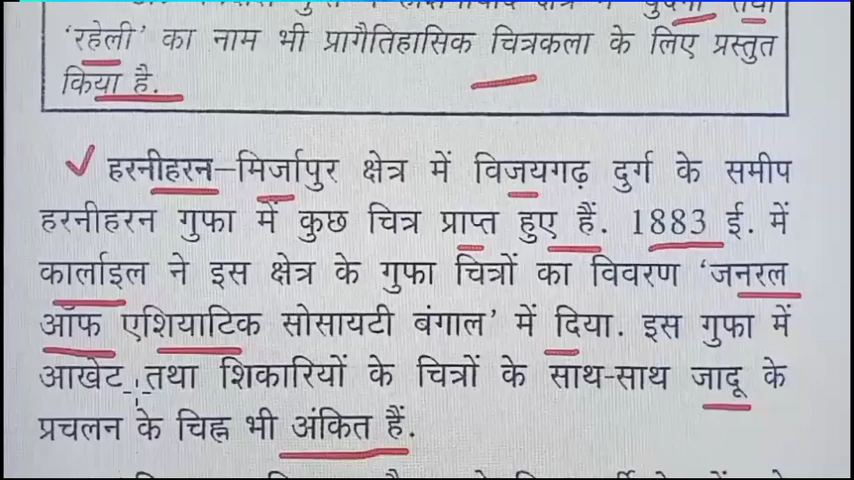 तथा
'रहेली' का नाम भी प्रागैतिहासिक चित्रकला के लिए प्रस्तुत
किया है.
हरनीहरन–मिर्जापुर क्षेत्र में विजयगढ़ दुर्ग के समीप
हरनीहरन गुफा में कुछ चित्र प्राप्त हुए हैं. 1883 ई. में
कार्लाइल ने इस क्षेत्र के गुफा चित्रों का विवरण 'जनरल
ऑफ एशियाटिक सोसायटी बंगाल' में दिया. इस गुफा में
आखेट तथा शिकारियों के चित्रों के साथ-साथ जादू के
प्रचलन के चिह्न भी अंकित हैं.